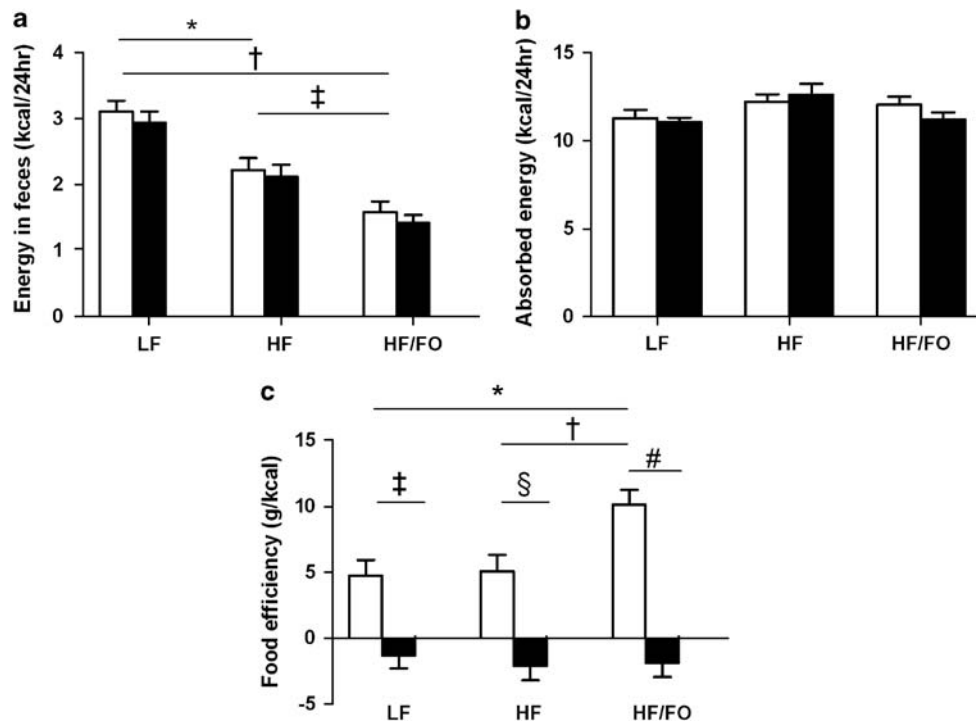 a
*
†
‡
Energy in feces (kcal/24hr)
4
3
2
1
0
LF HF HF/FO
b
Absorbed energy (kcal/24hr)
15
10
5
0
LF HF HF/FO
c
*
†
‡ § #
Food efficiency (g/kcal)
15
10
5
0
-5
LF HF HF/FO